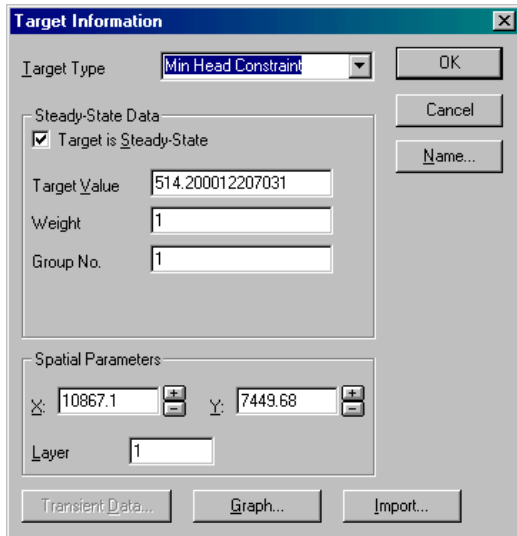 Target Information
Target Type Min Head Constraint OK
Cancel
Name...
Steady-State Data
Target is Steady-State
Target Value 514.200012207031
Weight 1
Group No. 1
Spatial Parameters
X: 10867.1 + - Y: 7449.68 + -
Layer 1
Transient Data... Graph... Import...